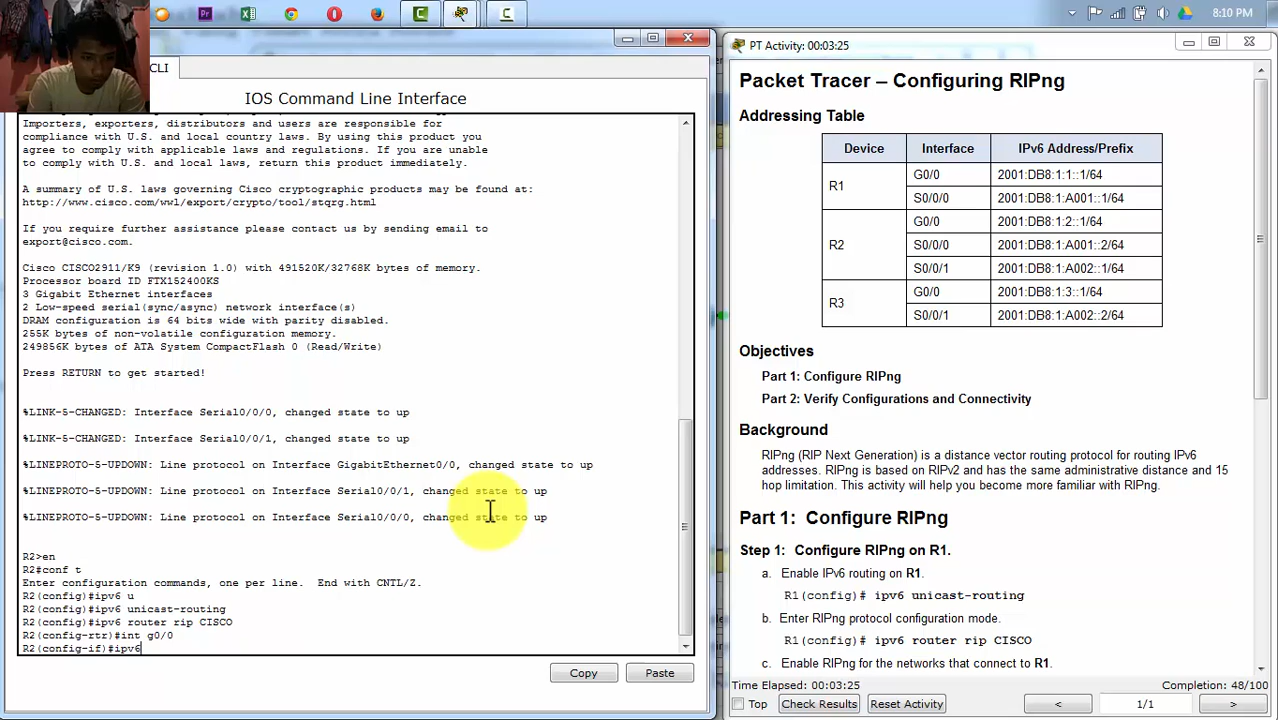 8:10 PM
CLI
IOS Command Line Interface
Importers, exporters, distributors and users are responsible for
compliance with U.S. and local country laws. By using this product you
agree to comply with applicable laws and regulations. If you are unable
to comply with U.S. and local laws, return this product immediately.
A summary of U.S. laws governing Cisco cryptographic products may be found at:
http://www.cisco.com/wwl/export/crypto/tool/stqrg.html
If you require further assistance please contact us by sending email to
export@cisco.com.
Cisco CISCO2911/K9 (revision 1.0) with 491520K/32768K bytes of memory.
Processor board ID FTX152400KS
3 Gigabit Ethernet interfaces
2 Low-speed serial(sync/async) network interface(s)
DRAM configuration is 64 bits wide with parity disabled.
255K bytes of non-volatile configuration memory.
249856K bytes of ATA System CompactFlash 0 (Read/Write)
Press RETURN to get started!
%LINK-5-CHANGED: Interface Serial0/0/0, changed state to up
%LINK-5-CHANGED: Interface Serial0/0/1, changed state to up
%LINEPROTO-5-UPDOWN: Line protocol on Interface GigabitEthernet0/0, changed state to up
%LINEPROTO-5-UPDOWN: Line protocol on Interface Serial0/0/1, changed state to up
%LINEPROTO-5-UPDOWN: Line protocol on Interface Serial0/0/0, changed state to up
R2>en
R2#conf t
Enter configuration commands, one per line. End with CNTL/Z.
R2(config)#ipv6 u
R2(config)#ipv6 unicast-routing
R2(config)#ipv6 router rip CISCO
R2(config-rtr)#int g0/0
R2(config-if)#ipv6
Copy
Paste
PT Activity: 00:03:25
Packet Tracer – Configuring RIPng
Addressing Table
Device Interface IPv6 Address/Prefix
R1 G0/0 2001:DB8:1:1::1/64
S0/0/0 2001:DB8:1:A001::1/64
R2 G0/0 2001:DB8:1:2::1/64
S0/0/0 2001:DB8:1:A001::2/64
S0/0/1 2001:DB8:1:A002::1/64
R3 G0/0 2001:DB8:1:3::1/64
S0/0/1 2001:DB8:1:A002::2/64
Objectives
Part 1: Configure RIPng
Part 2: Verify Configurations and Connectivity
Background
RIPng (RIP Next Generation) is a distance vector routing protocol for routing IPv6
addresses. RIPng is based on RIPv2 and has the same administrative distance and 15
hop limitation. This activity will help you become more familiar with RIPng.
Part 1: Configure RIPng
Step 1: Configure RIPng on R1.
a. Enable IPv6 routing on R1.
R1(config)# ipv6 unicast-routing
b. Enter RIPng protocol configuration mode.
R1(config)# ipv6 router rip CISCO
c. Enable RIPng for the networks that connect to R1.
Time Elapsed: 00:03:25
Completion: 48/100
Top
Check Results
Reset Activity
<
1/1
>